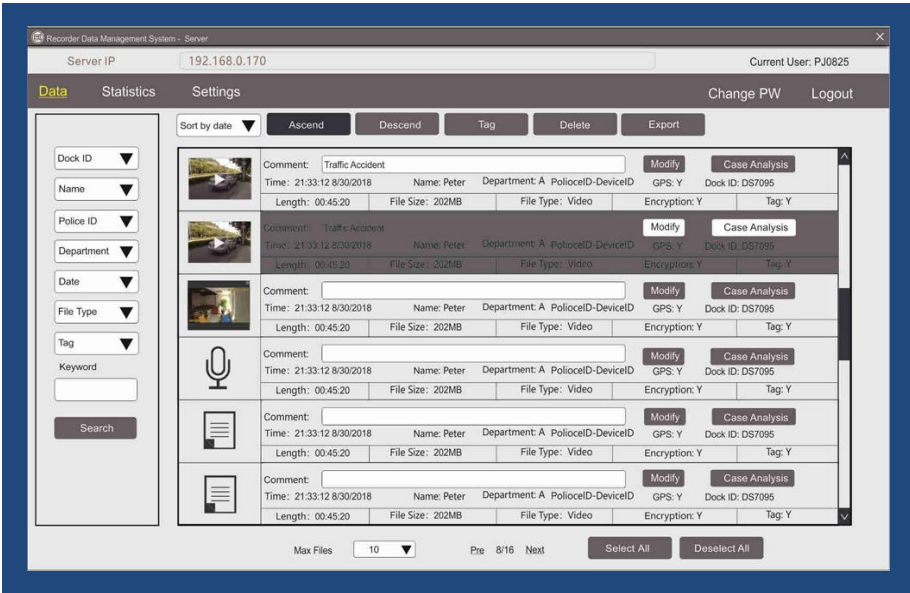 Recorder Data Management System - Server
Server IP 192.168.0.170 Current User: PJ0825
Data Statistics Settings Change PW Logout
Sort by date Ascend Descend Tag Delete Export
Dock ID
Name
Police ID
Department
Date
File Type
Tag
Keyword
Search
Comment: Traffic Accident Modify Case Analysis
Time: 21:33:12 8/30/2018 Name: Peter Department: A PolioceID-DeviceID GPS: Y Dock ID: DS7095
Length: 00:45:20 File Size: 202MB File Type: Video Encryption: Y Tag: Y
Comment: Traffic Accident Modify Case Analysis
Time: 21:33:12 8/30/2018 Name: Peter Department: A PolioceID-DeviceID GPS: Y Dock ID: DS7095
Length: 00:45:20 File Size: 202MB File Type: Video Encryption: Y Tag: Y
Comment: Modify Case Analysis
Time: 21:33:12 8/30/2018 Name: Peter Department: A PolioceID-DeviceID GPS: Y Dock ID: DS7095
Length: 00:45:20 File Size: 202MB File Type: Video Encryption: Y Tag: Y
Comment: Modify Case Analysis
Time: 21:33:12 8/30/2018 Name: Peter Department: A PolioceID-DeviceID GPS: Y Dock ID: DS7095
Length: 00:45:20 File Size: 202MB File Type: Video Encryption: Y Tag: Y
Comment: Modify Case Analysis
Time: 21:33:12 8/30/2018 Name: Peter Department: A PolioceID-DeviceID GPS: Y Dock ID: DS7095
Length: 00:45:20 File Size: 202MB File Type: Video Encryption: Y Tag: Y
Comment: Modify Case Analysis
Time: 21:33:12 8/30/2018 Name: Peter Department: A PolioceID-DeviceID GPS: Y Dock ID: DS7095
Length: 00:45:20 File Size: 202MB File Type: Video Encryption: Y Tag: Y
Max Files 10 Pre 8/16 Next Select All Deselect All